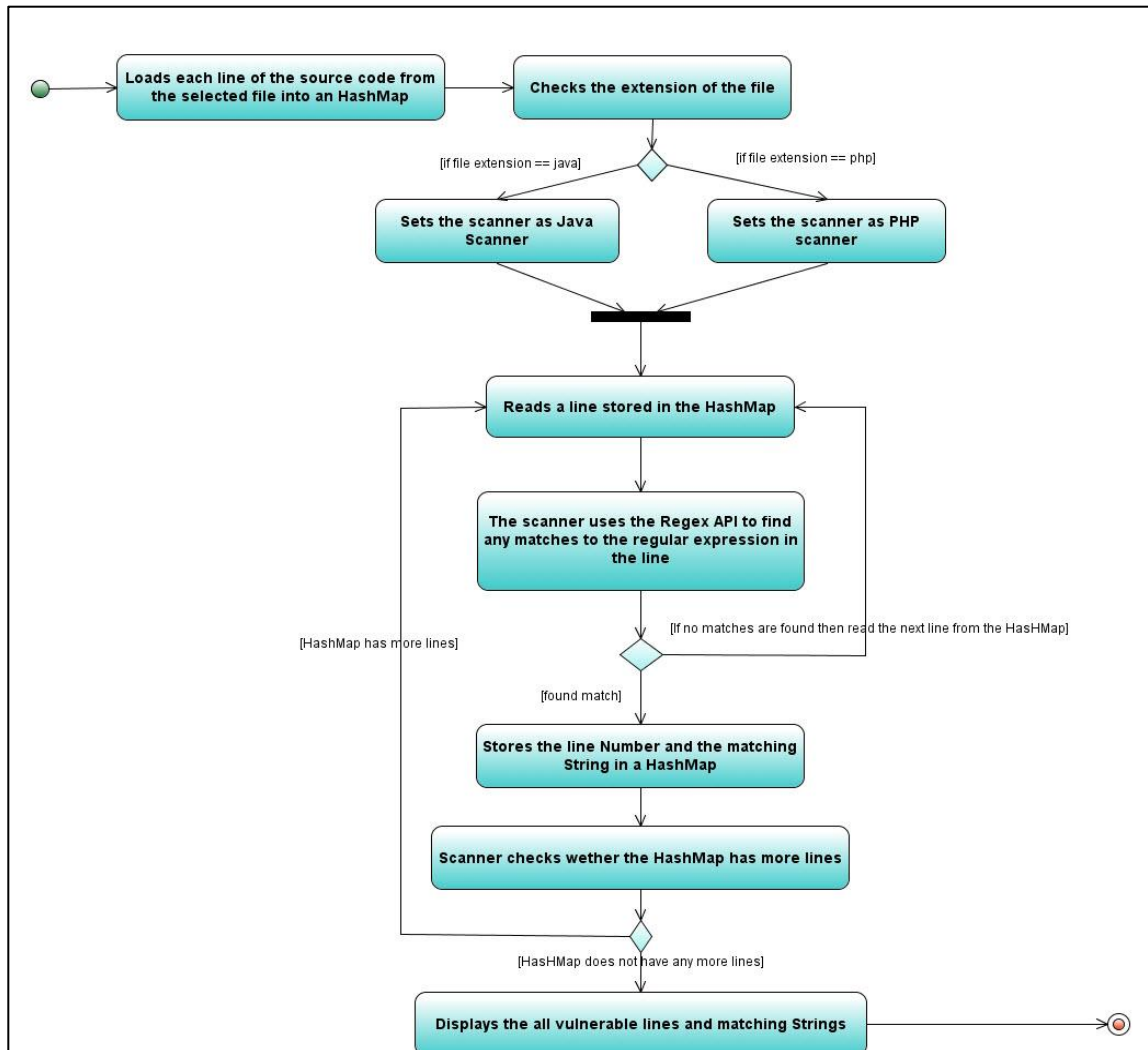 Loads each line of the source code from
the selected file into an HashMap
Checks the extension of the file
[if file extension == java]
[if file extension == php]
Sets the scanner as Java
Scanner
Sets the scanner as PHP
scanner
Reads a line stored in the HashMap
The scanner uses the Regex API to find
any matches to the regular expression in
the line
[HashMap has more lines]
[If no matches are found then read the next line from the HasHMap]
[found match]
Stores the line Number and the matching
String in a HashMap
Scanner checks wether the HashMap has more lines
[HasHMap does not have any more lines]
Displays the all vulnerable lines and matching Strings